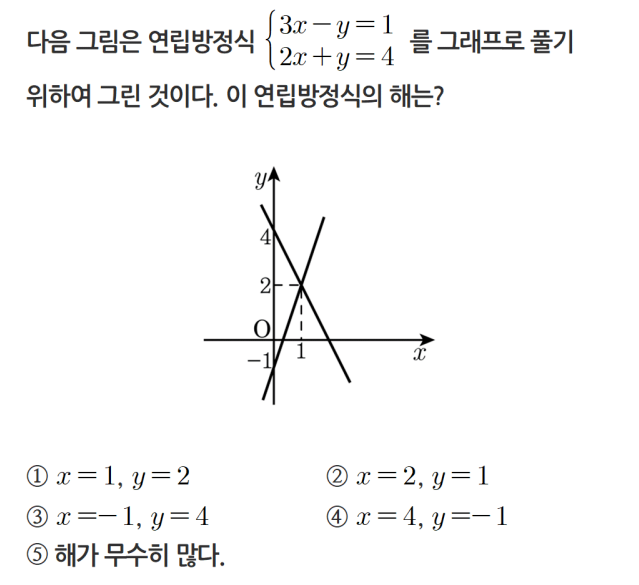 다음 그림은 연립방정식 { 3x－y＝1
2x＋y＝4 를 그래프로 풀기
위하여 그린 것이다. 이 연립방정식의 해는?
y
4
2
O
−1
1
x
① x＝1, y＝2
② x＝2, y＝1
③ x＝−1, y＝4
④ x＝4, y＝−1
⑤ 해가 무수히 많다.